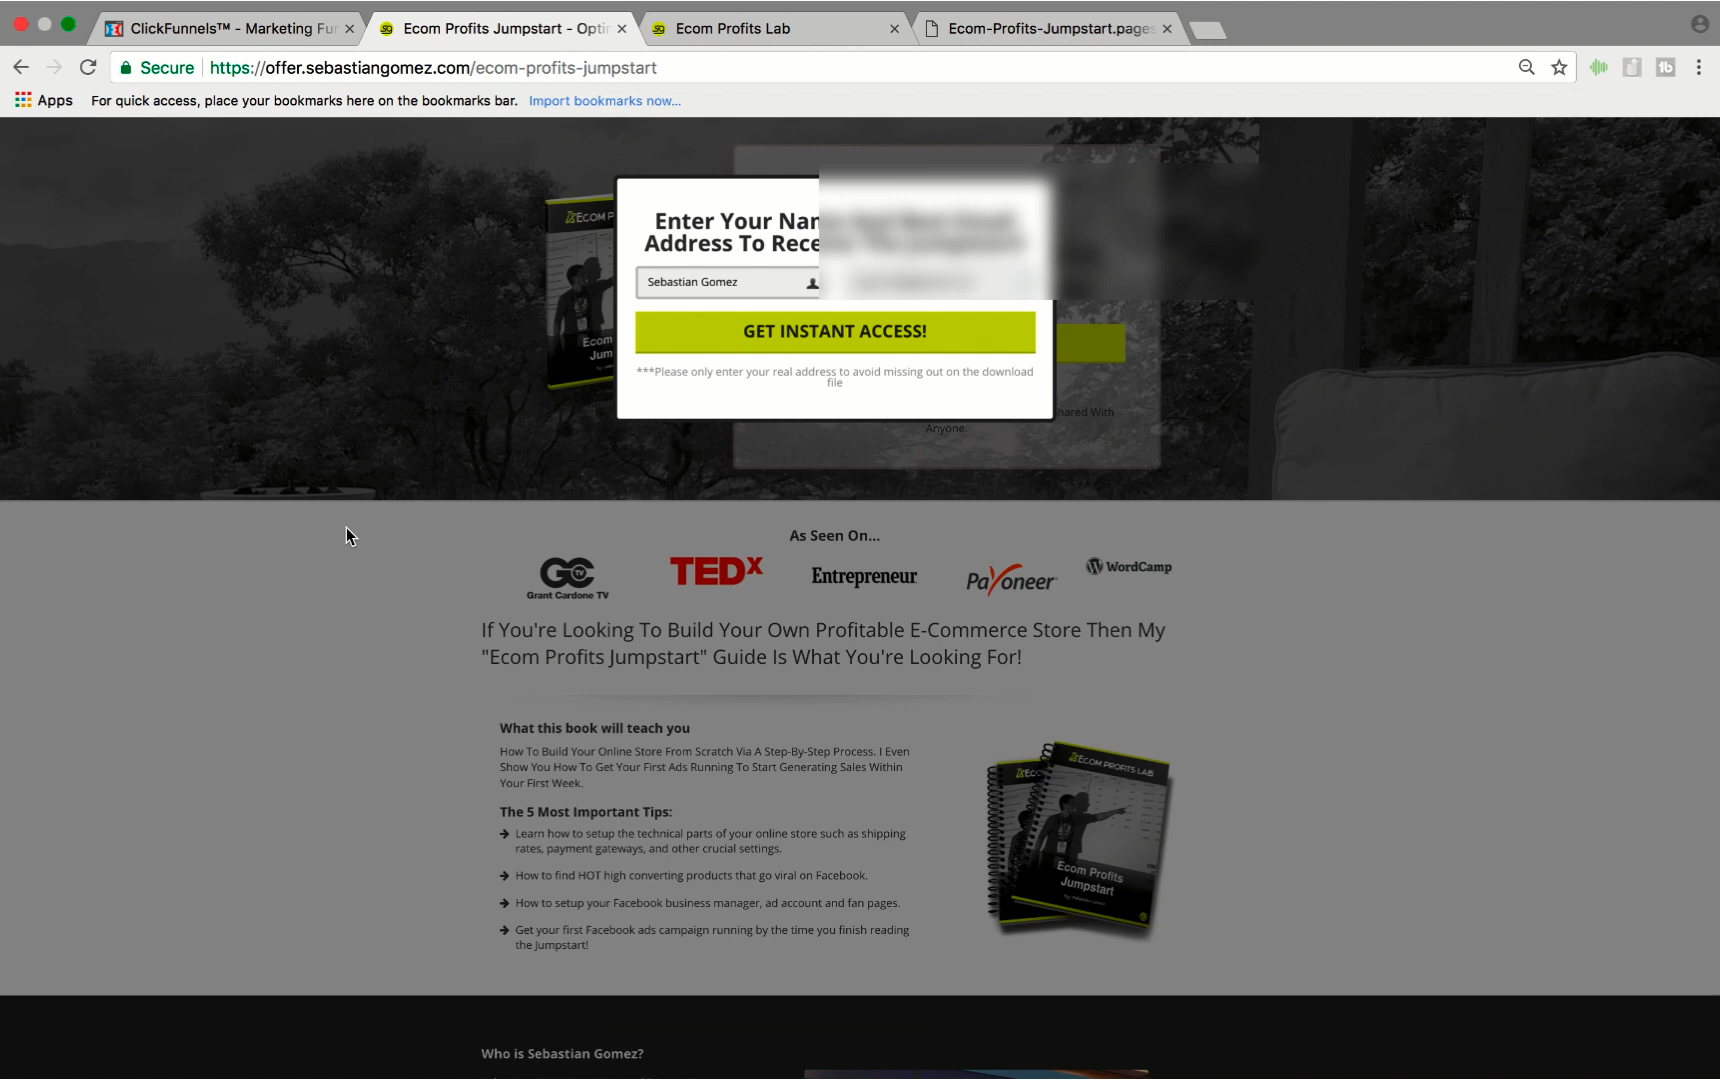 ClickFunnels™ - Marketing Fu
Ecom Profits Jumpstart - Opti
Ecom Profits Lab
Ecom-Profits-Jumpstart.pages
Secure
https://offer.sebastiangomez.com/ecom-profits-jumpstart
Apps
For quick access, place your bookmarks here on the bookmarks bar.
Import bookmarks now...
ECOM P
Ecom
Jum
Enter Your Nam
Address To Rece
Sebastian Gomez
GET INSTANT ACCESS!
***Please only enter your real address to avoid missing out on the download
file
hared With
Anyone.
As Seen On...
GC TV
Grant Cardone TV
TEDx
Entrepreneur
Payoneer
WordCamp
If You're Looking To Build Your Own Profitable E-Commerce Store Then My
"Ecom Profits Jumpstart" Guide Is What You're Looking For!
What this book will teach you
How To Build Your Online Store From Scratch Via A Step-By-Step Process. I Even
Show You How To Get Your First Ads Running To Start Generating Sales Within
Your First Week.
The 5 Most Important Tips:
Learn how to setup the technical parts of your online store such as shipping
rates, payment gateways, and other crucial settings.
How to find HOT high converting products that go viral on Facebook.
How to setup your Facebook business manager, ad account and fan pages.
Get your first Facebook ads campaign running by the time you finish reading
the Jumpstart!
ECOM PROFITS LAB
Ecom Profits
Jumpstart
Who is Sebastian Gomez?